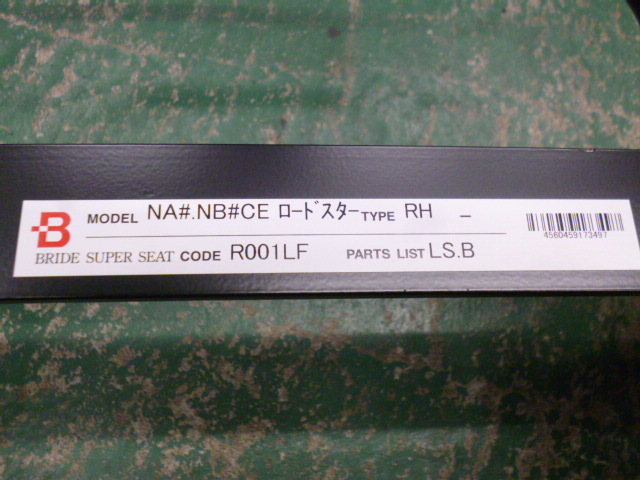 B
MODEL NA#.NB#CE ﾛｰﾄﾞｽﾀｰ TYPE RH –
BRIDE SUPER SEAT CODE R001LF PARTS LIST LS.B
4560459173497